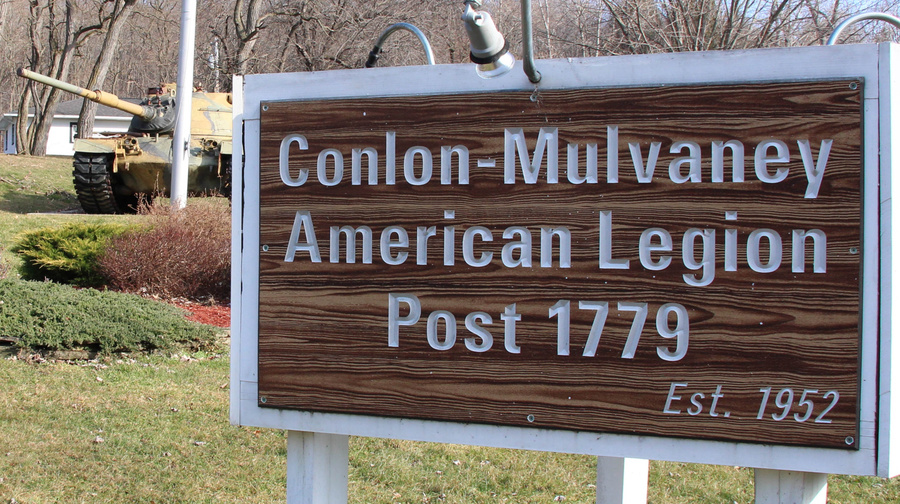 Conlon-Mulvaney
American Legion
Post 1779
Est. 1952